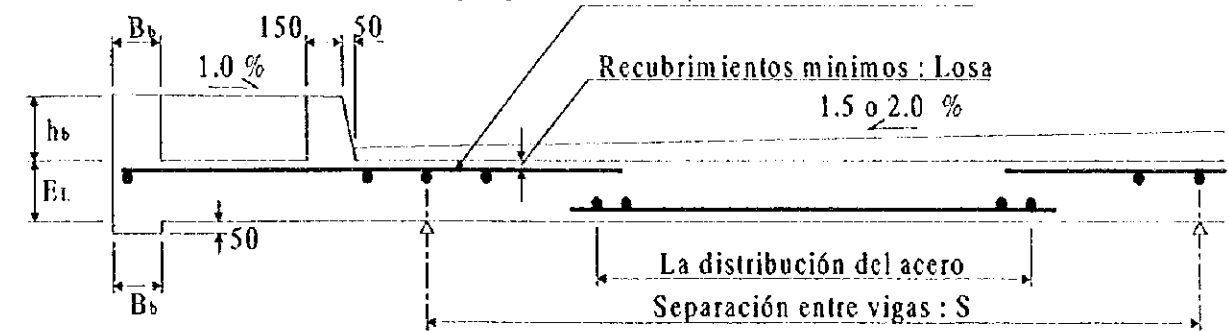 Bb
150
50
1.0 %
Recubrimientos minimos : Losa
1.5 o 2.0 %
hb
EL
50
La distribución del acero
Bb
Separación entre vigas : S